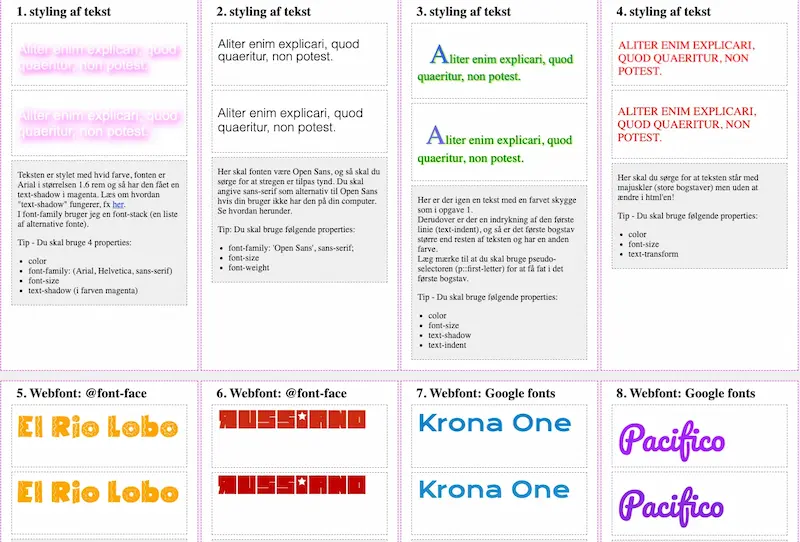 1. styling af tekst
Aliter enim explicari, quod
quaeritur, non potest.
Aliter enim explicari, quod
quaeritur, non potest.
Teksten er stylet med hvid farve, fonten er
Arial i størrelsen 1.6 rem og så har den fået en
text-shadow i magenta. Læs om hvordan
"text-shadow" fungerer, fx her.
I font-family bruger jeg en font-stack (en liste
af alternative fonte).
Tip - Du skal bruge 4 properties:
• color
• font-family: (Arial, Helvetica, sans-serif)
• font-size
• text-shadow (i farven magenta)
2. styling af tekst
Aliter enim explicari, quod
quaeritur, non potest.
Aliter enim explicari, quod
quaeritur, non potest.
Her skal fonten være Open Sans, og så skal du
sørge for at stregen er tilpas tynd. Du skal
angive sans-serif som alternativ til Open Sans
hvis din bruger ikke har den på din computer.
Se hvordan herunder.
Tip: Du skal bruge følgende properties:
• font-family: 'Open Sans', sans-serif;
• font-size
• font-weight
3. styling af tekst
Aliter enim explicari, quod
quaeritur, non potest.
Aliter enim explicari, quod
quaeritur, non potest.
Her er der igen en tekst med en farvet skygge
som i opgave 1.
Derudover er der en indrykning af den første
linie (text-indent), og så er det første bogstav
større end resten af teksten og har en anden
farve.
Læg mærke til at du skal bruge pseudo-
selectoren (p::first-letter) for at få fat i det
første bogstav.
Tip - Du skal bruge følgende properties:
• color
• font-size
• text-shadow
• text-indent
4. styling af tekst
ALITER ENIM EXPLICARI,
QUOD QUAERITUR, NON
POTEST.
ALITER ENIM EXPLICARI,
QUOD QUAERITUR, NON
POTEST.
Her skal du sørge for at teksten står med
majuskler (store bogstaver) men uden at
ændre i html'en!
Tip - Du skal bruge følgende properties:
• color
• font-size
• text-transform
5. Webfont: @font-face
El Rio Lobo
El Rio Lobo
6. Webfont: @font-face
RUSSIANO
RUSSIANO
7. Webfont: Google fonts
Krona One
Krona One
8. Webfont: Google fonts
Pacifico
Pacifico